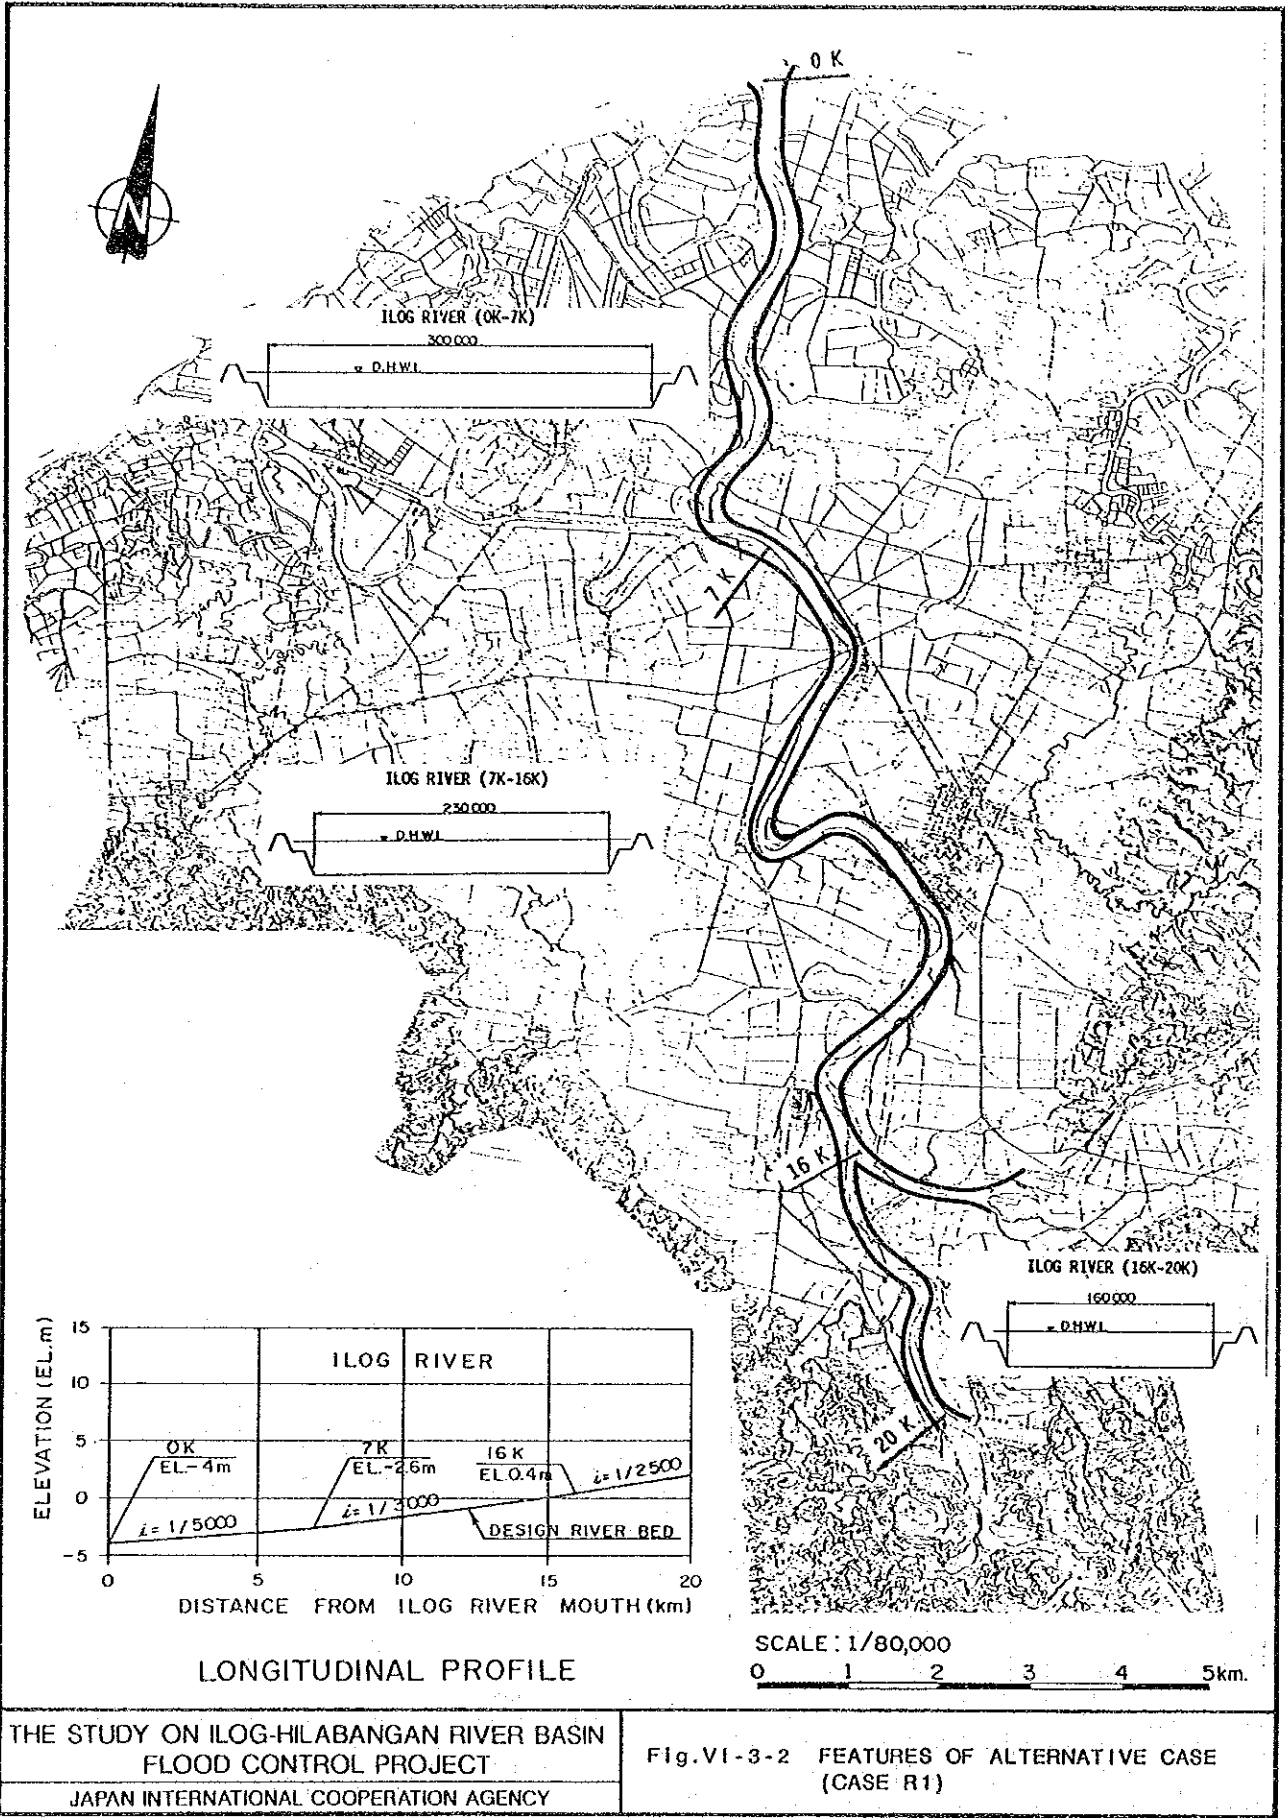 0 K
N
ILOG RIVER (0K-7K)
300 000
D.H.W.L
7 K
ILOG RIVER (7K-16K)
230 000
D.H.W.L
16 K
ILOG RIVER (16K-20K)
160 000
D.H.W.L
20 K
ELEVATION (EL.m)
15
10
5
0
-5
ILOG RIVER
0K
EL.-4m
7K
EL.-2.6m
16K
EL.0.4m
i=1/5000
i=1/3000
i=1/2500
DESIGN RIVER BED
0 5 10 15 20
DISTANCE FROM ILOG RIVER MOUTH (km)
LONGITUDINAL PROFILE
SCALE : 1/80,000
0 1 2 3 4 5km.
THE STUDY ON ILOG-HILABANGAN RIVER BASIN
FLOOD CONTROL PROJECT
JAPAN INTERNATIONAL COOPERATION AGENCY
Fig.VI-3-2 FEATURES OF ALTERNATIVE CASE
(CASE R1)